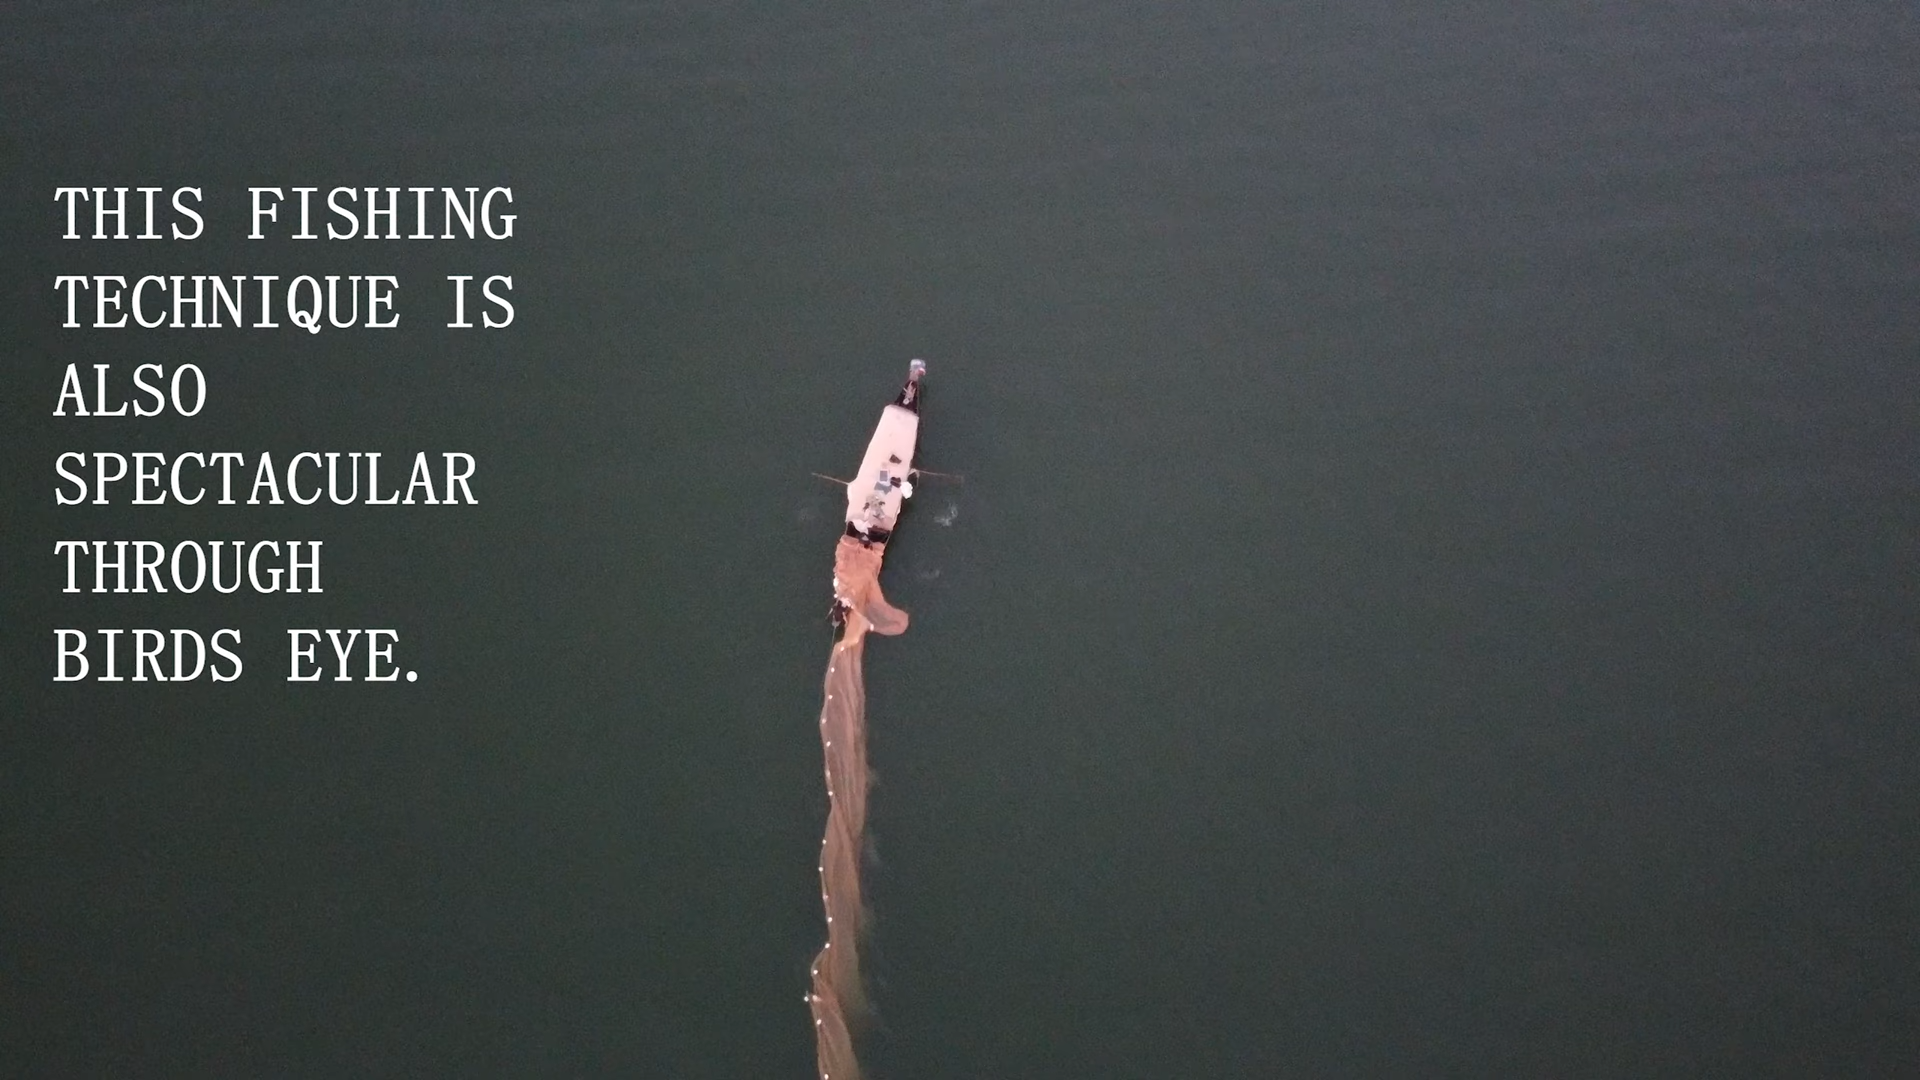 THIS FISHING
TECHNIQUE IS
ALSO
SPECTACULAR
THROUGH
BIRDS EYE.